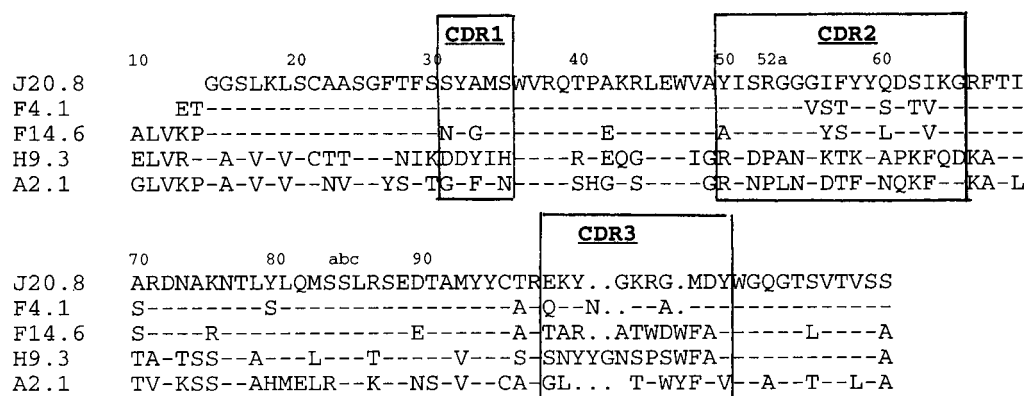 CDR1 CDR2
10 20 30 40 50 52a 60
J20.8 GGSLKLSCAASGFTFSSYAMSWVRQTPAKRLEWVAYISRGGGIFYYQDSIKGRFTI
F4.1 ET----------------------------------------VST--S-TV------
F14.6 ALVKP----------------N-G---------E-------A------YS--L--V------
H9.3 ELVR--A-V-V-CTT---NIKDDYIH----R-EQG---IGR-DPAN-KTK-APKFQDKA---
A2.1 GLVKP-A-V-V--NV--YS-TG-F-N----SHG-S----GR-NPLN-DTF-NQKF--KA--L
CDR3
70 80 abc 90
J20.8 ARDNAKNTLYLQMSSLRSEDTAMYYCTREKY..GKRG.MDYWGQGTSVTVSS
F4.1 S--------S----------------A-Q--N..--A.--------------
F14.6 S----R-------------E------A-TAR..ATWDWFA-------L---A
H9.3 TA-TSS--A---L---T-----V---S-SNYYGNSPSWFA-----------A
A2.1 TV-KSS--AHMELR--K--NS-V--CA-GL... T-WYF-V--A--T--L-A